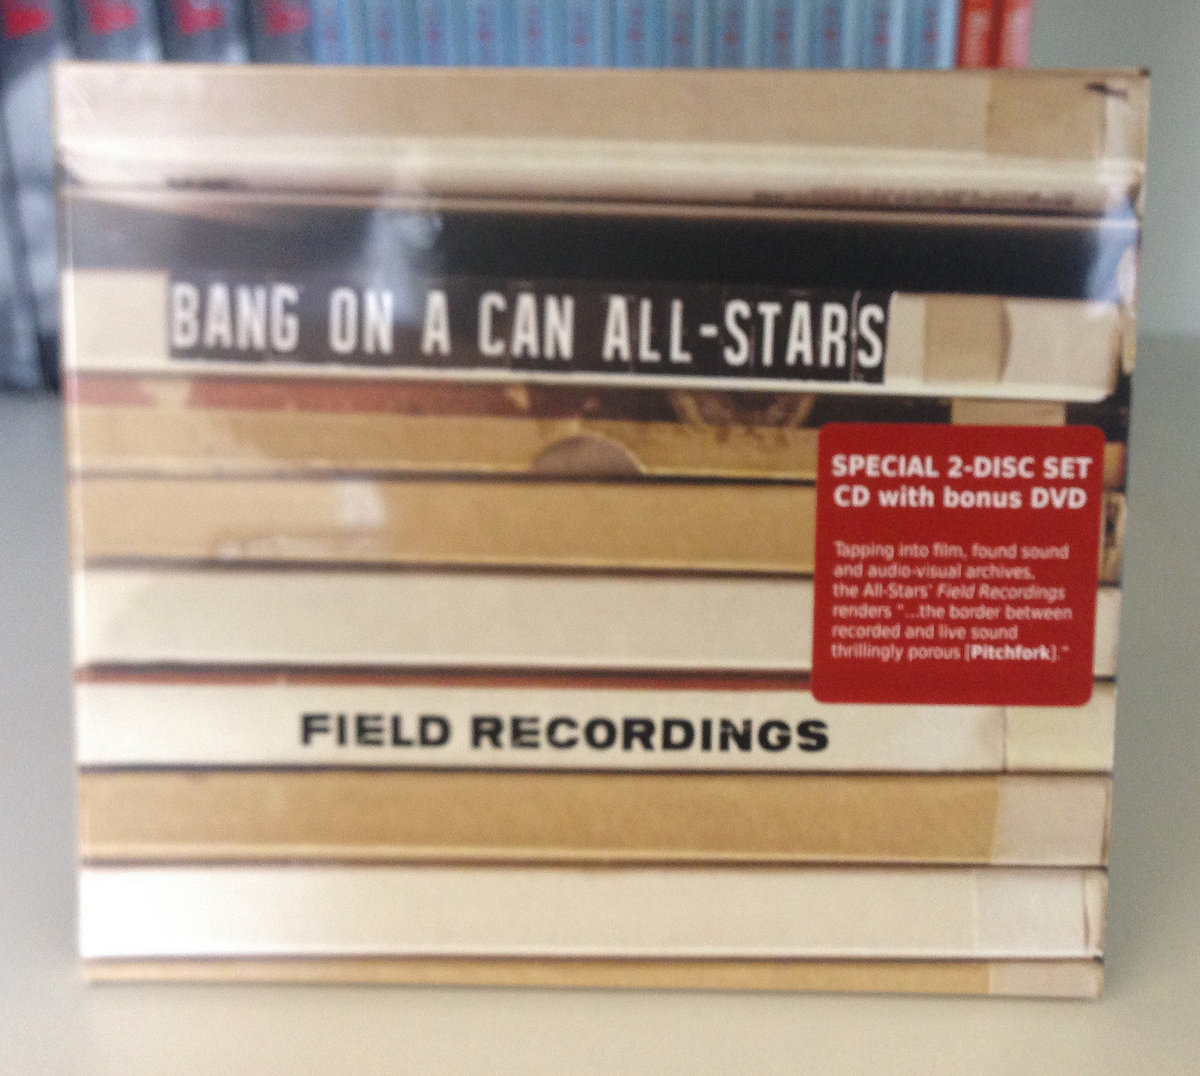 BANG ON A CAN ALL-STARS
SPECIAL 2-DISC SET
CD with bonus DVD
Tapping into film, found sound
and audio-visual archives,
the All-Stars' Field Recordings
renders "...the border between
recorded and live sound
thrillingly porous [Pitchfork]."
FIELD RECORDINGS